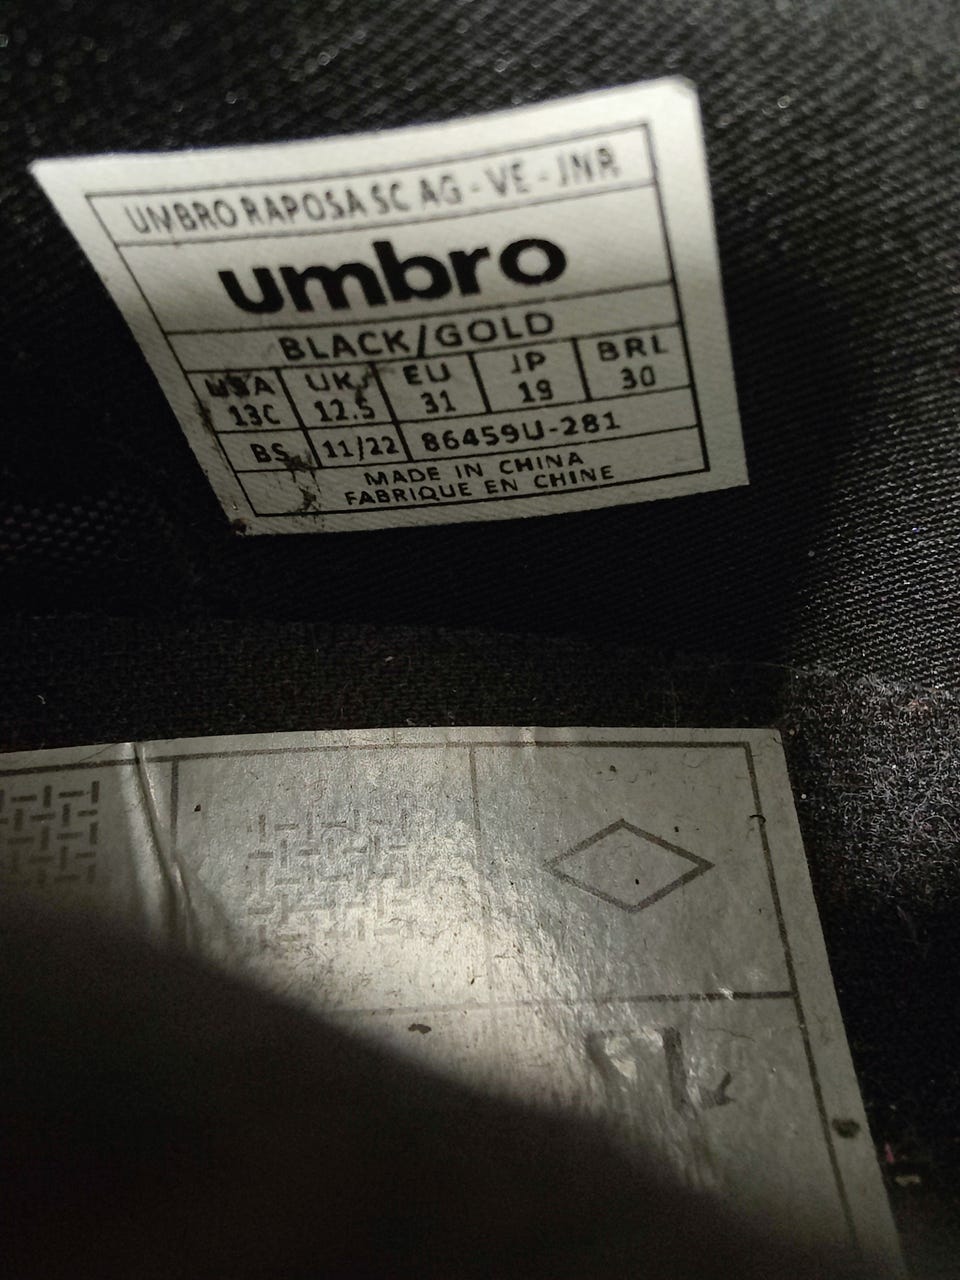 UMBRO RAPOSA SC AG - VE - JNR
umbro
BLACK/GOLD
USA UK EU JP BRL
13C 12.5 31 19 30
BS 11/22 86459U-281
MADE IN CHINA
FABRIQUE EN CHINE